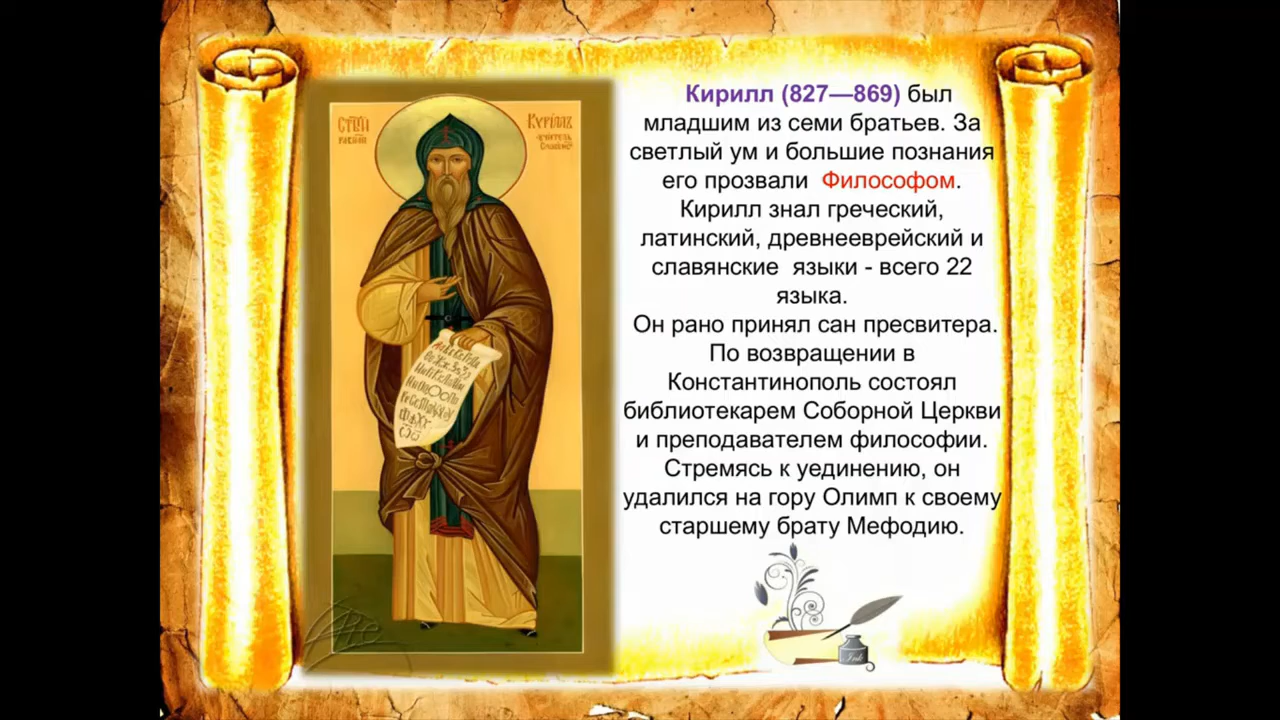 Кирилл (827—869) был
младшим из семи братьев. За
светлый ум и большие познания
его прозвали Философом.
Кирилл знал греческий,
латинский, древнееврейский и
славянские языки - всего 22
языка.
Он рано принял сан пресвитера.
По возвращении в
Константинополь состоял
библиотекарем Соборной Церкви
и преподавателем философии.
Стремясь к уединению, он
удалился на гору Олимп к своему
старшему брату Мефодию.
Ink